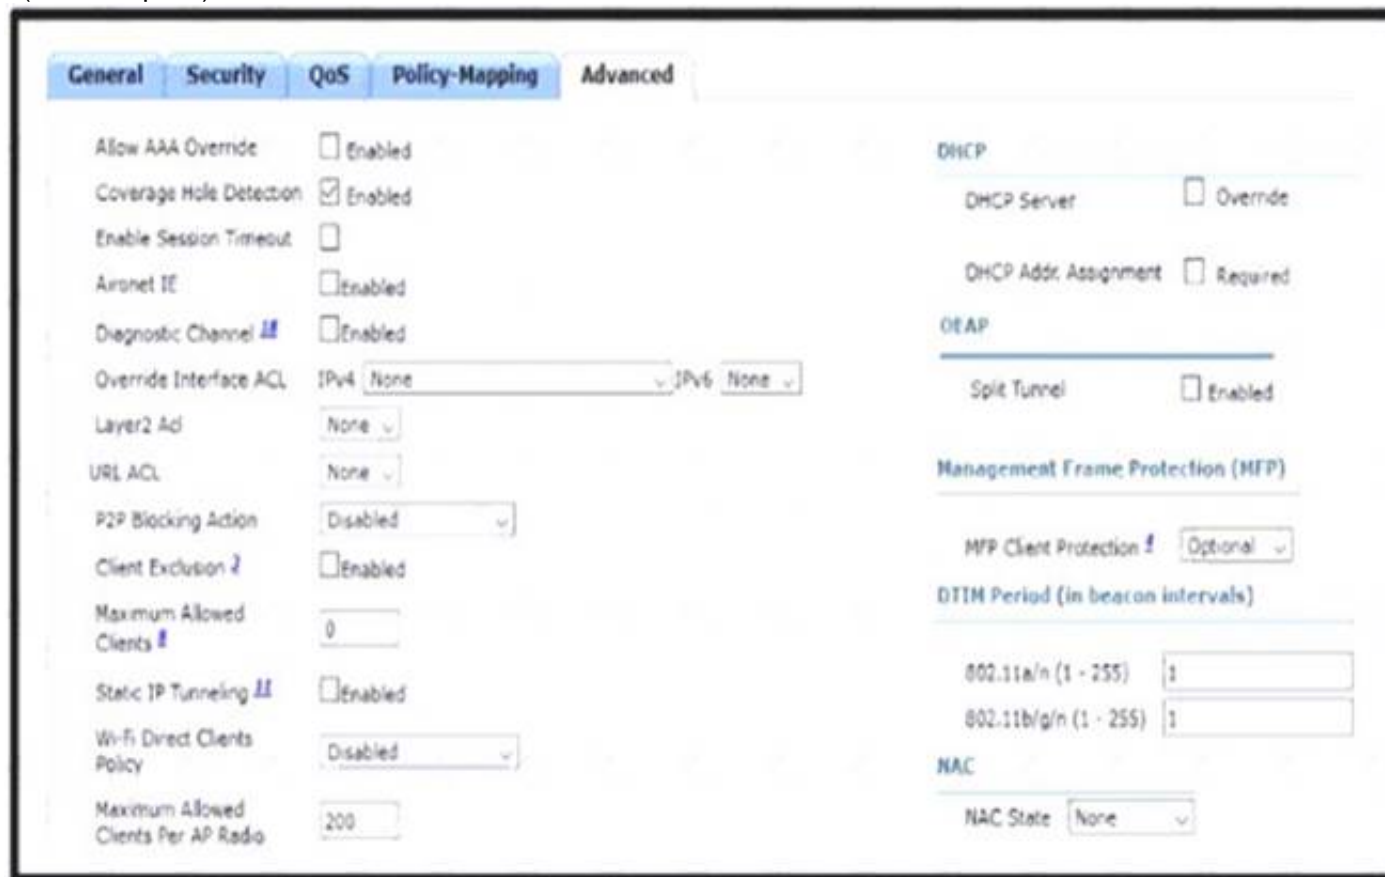 General Security QoS Policy-Mapping Advanced
Allow AAA Override Enabled
Coverage Hole Detection Enabled
Enable Session Timeout
Aironet IE Enabled
Diagnostic Channel 18 Enabled
Override Interface ACL IPv4 None IPv6 None
Layer2 Acl None
URL ACL None
P2P Blocking Action Disabled
Client Exclusion 3 Enabled
Maximum Allowed
Clients 8
0
Static IP Tunneling 11 Enabled
Wi-Fi Direct Clients
Policy
Disabled
Maximum Allowed
Clients Per AP Radio
200
DHCP
DHCP Server Override
DHCP Addr. Assignment Required
OEAP
Split Tunnel Enabled
Management Frame Protection (MFP)
MFP Client Protection 4 Optional
DTIM Period (in beacon intervals)
802.11a/n (1 - 255) 1
802.11b/g/n (1 - 255) 1
NAC
NAC State None